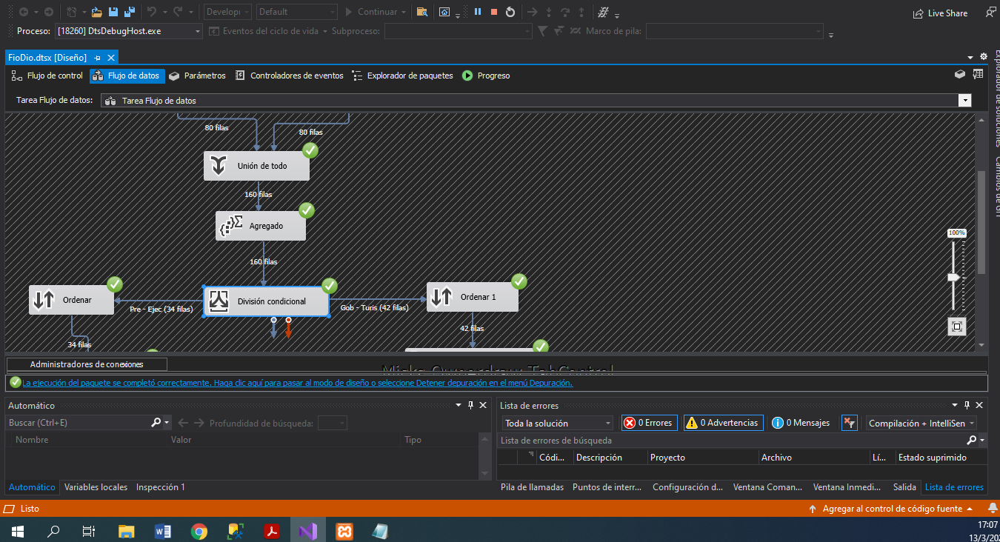 Develop
Default
Continuar
Live Share
Proceso: [18260] DtsDebugHost.exe
Eventos del ciclo de vida
Subproceso:
Marco de pila:
FioDio.dtsx [Diseño]
Flujo de control
Flujo de datos
Parámetros
Controladores de eventos
Explorador de paquetes
Progreso
Explorador de soluciones
Tarea Flujo de datos:
Tarea Flujo de datos
80 filas
80 filas
Unión de todo
160 filas
Agregado
100%
160 filas
Ordenar
Pre - Ejec (34 filas)
División condicional
Gob - Turis (42 filas)
Ordenar 1
42 filas
34 filas
Administradores de conexiones
La ejecución del paquete se completó correctamente. Haga clic aquí para pasar al modo de diseño o seleccione Detener depuración en el menú Depuración.
Automático
Buscar (Ctrl+E)
Profundidad de búsqueda:
Nombre
Valor
Tipo
Automático
Variables locales
Inspección 1
Lista de errores
Toda la solución
0 Errores
0 Advertencias
0 Mensajes
Compilación + IntelliSen
Lista de errores de búsqueda
Códi...
Descripción
Proyecto
Archivo
Lí...
Estado suprimido
Pila de llamadas
Puntos de interr...
Configuración d...
Ventana Coman...
Ventana Inmedi...
Salida
Lista de errores
Listo
Agregar al control de código fuente
17:07
13/3/202